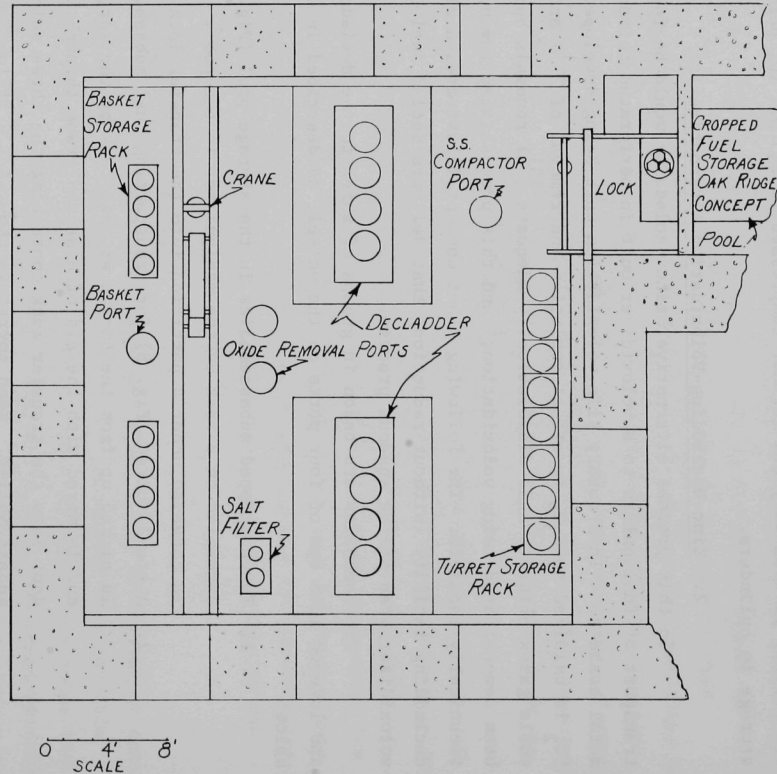 BASKET
STORAGE
RACK
CRANE
S.S.
COMPACTOR
PORT
LOCK
CROPPED
FUEL
STORAGE
OAK RIDGE
CONCEPT
POOL
BASKET
PORT
DECLADDER
OXIDE REMOVAL PORTS
SALT
FILTER
TURRET STORAGE
RACK
0 4' 8'
SCALE